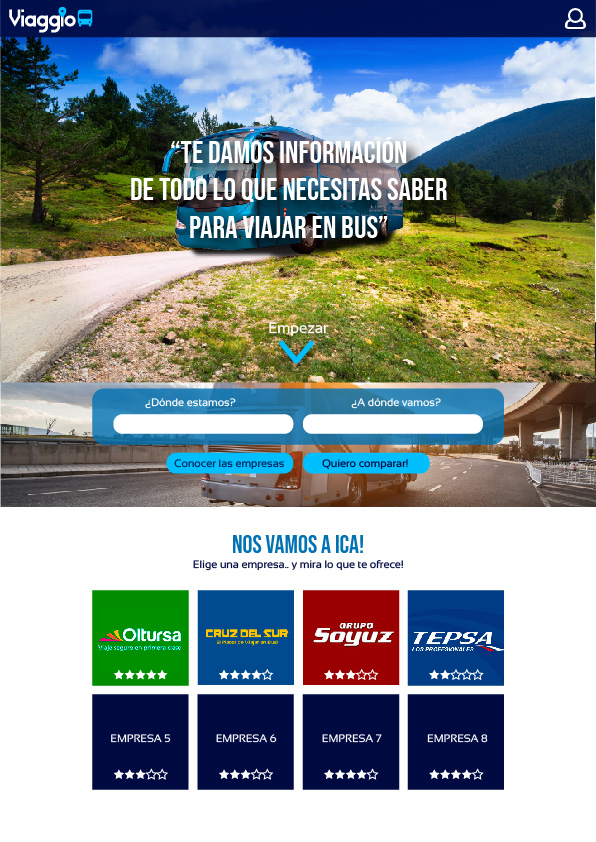 Viaggio
“TE DAMOS INFORMACIÓN
DE TODO LO QUE NECESITAS SABER
PARA VIAJAR EN BUS”
Empezar
¿Dónde estamos?
¿A dónde vamos?
Conocer las empresas
Quiero comparar!
NOS VAMOS A ICA!
Elige una empresa.. y mira lo que te ofrece!
Oltursa
Viaje seguro en primera clase
CRUZ DEL SUR
El Placer de Viajar en Bus!
GRUPO
Soyuz
TEPSA
LOS PROFESIONALES
EMPRESA 5
EMPRESA 6
EMPRESA 7
EMPRESA 8